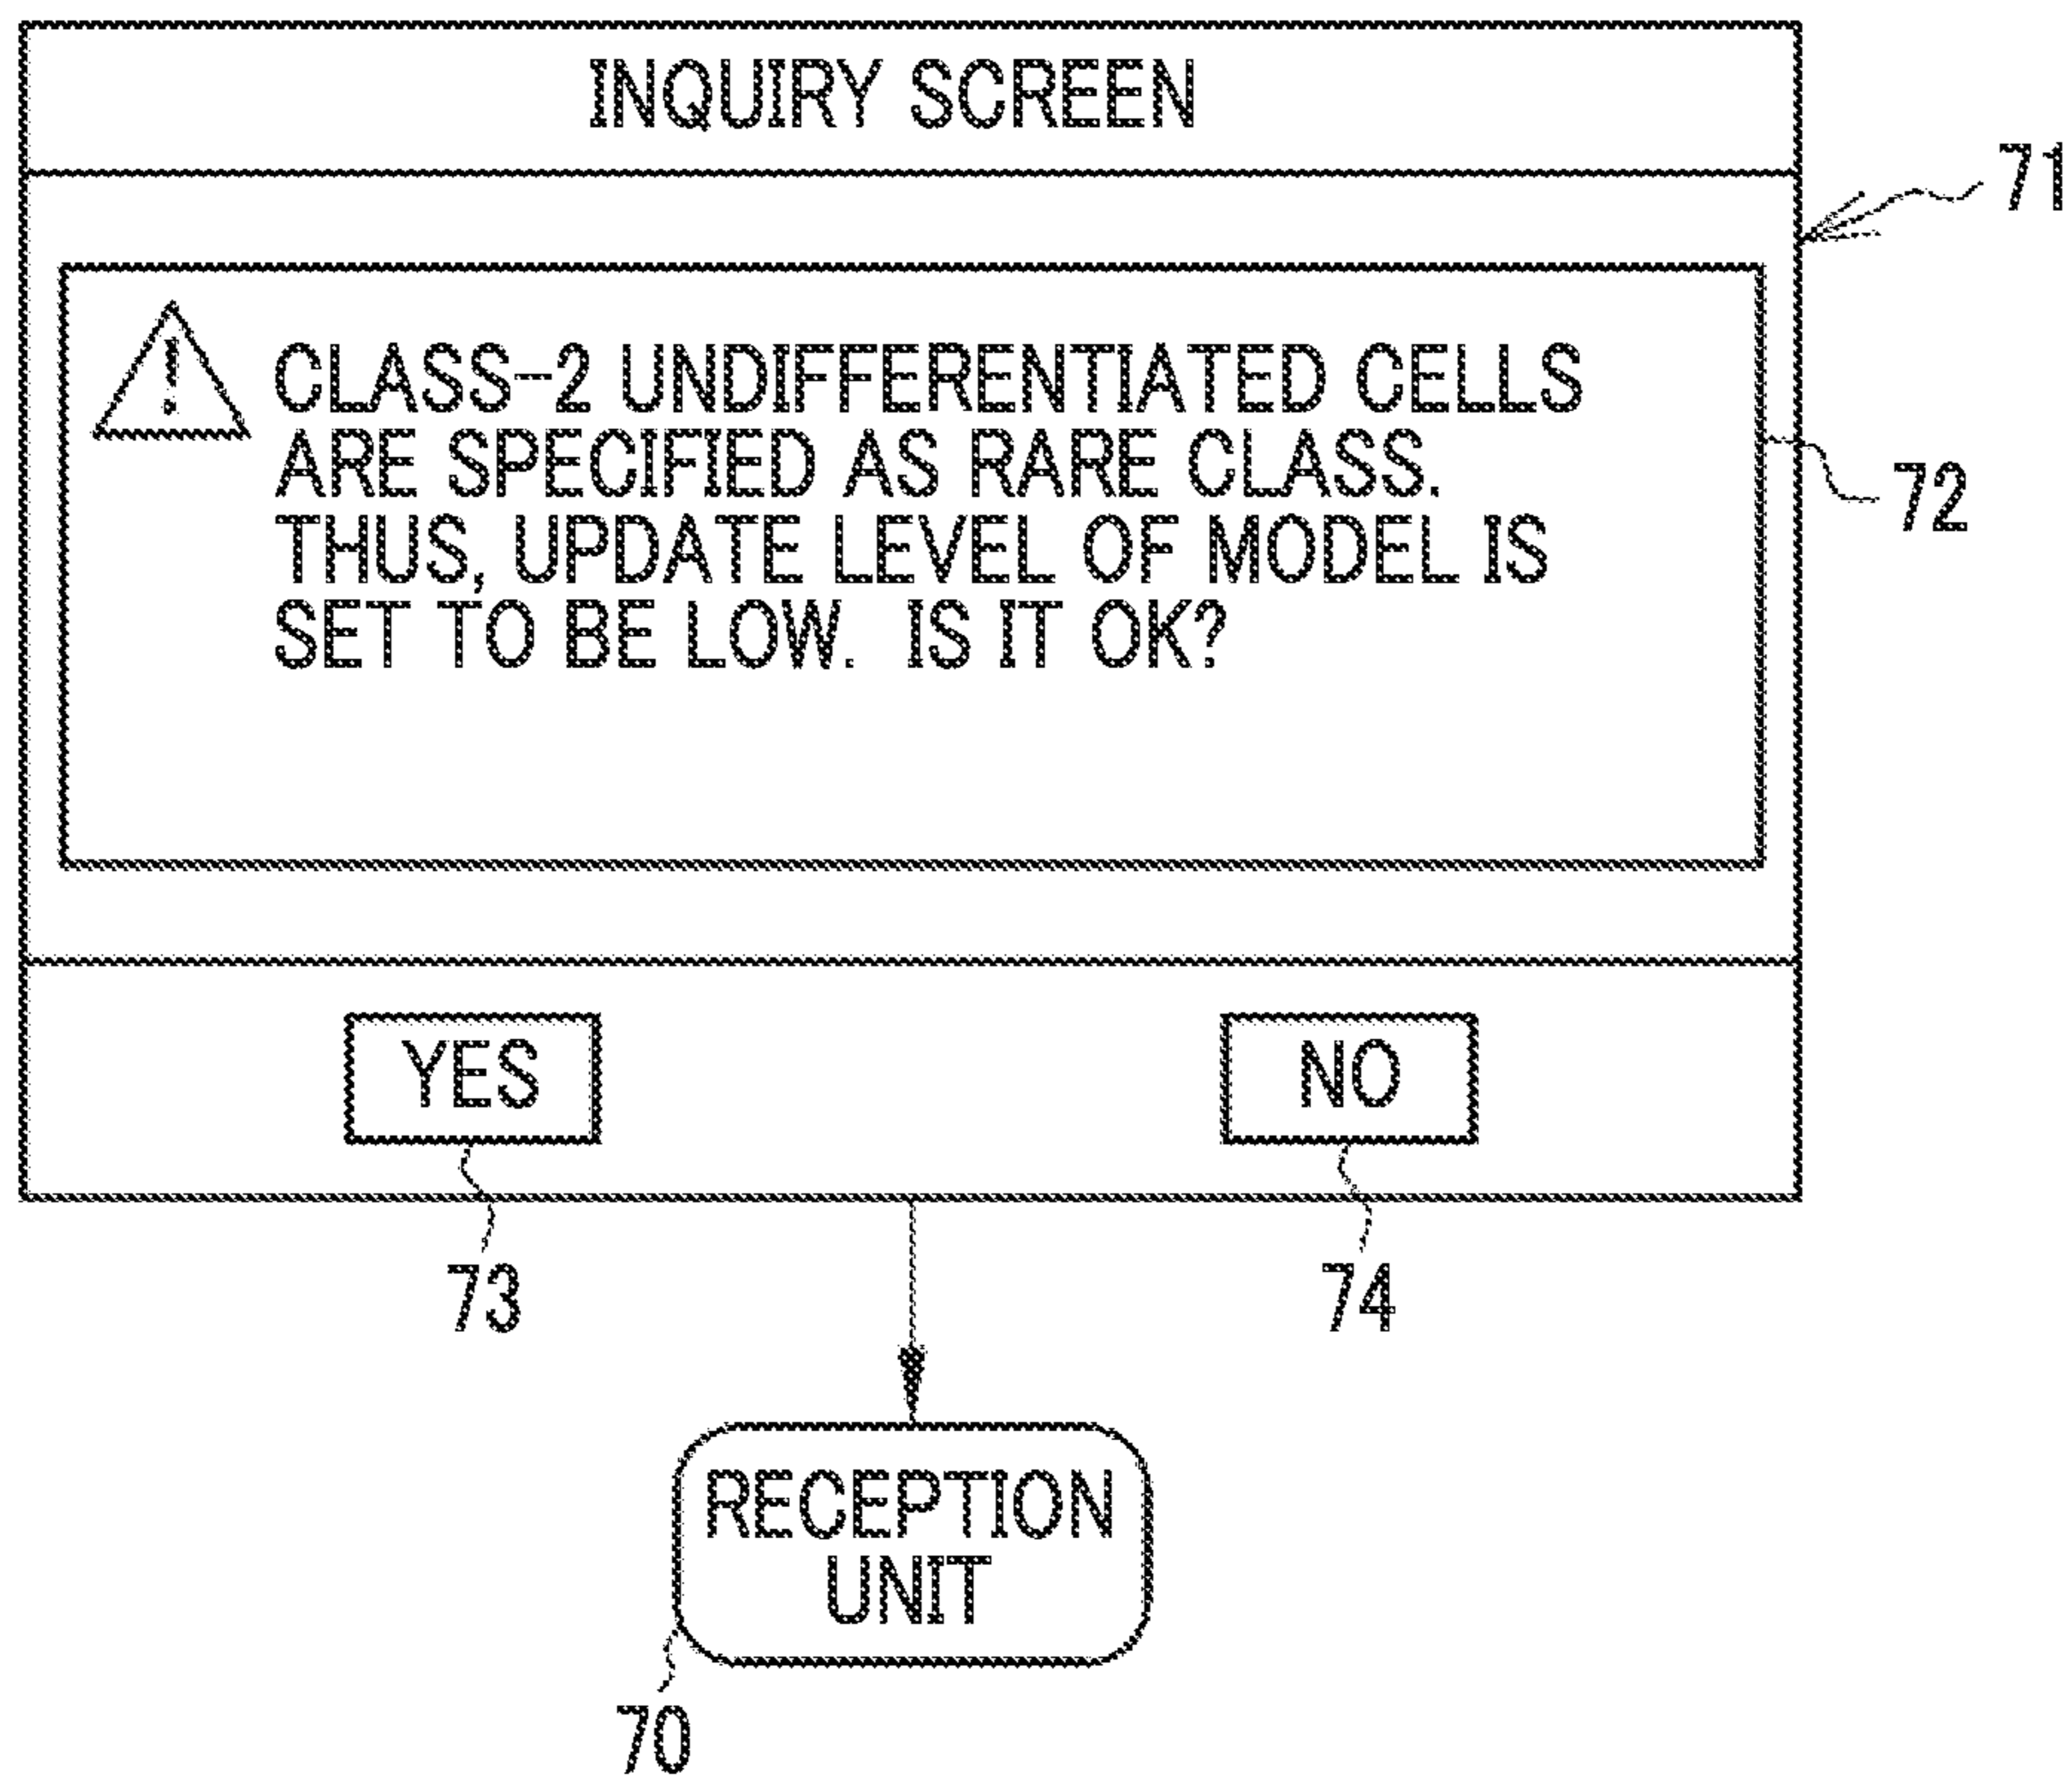 INQUIRY SCREEN
71
! CLASS-2 UNDIFFERENTIATED CELLS
ARE SPECIFIED AS RARE CLASS.
72
THUS, UPDATE LEVEL OF MODEL IS
SET TO BE LOW. IS IT OK?
YES
NO
73
74
RECEPTION
UNIT
70